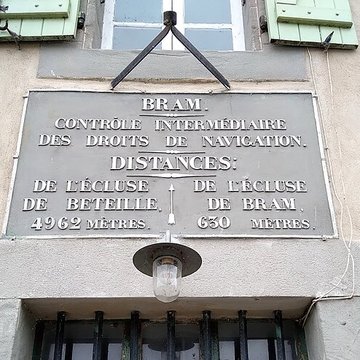 BRAM.
CONTRÔLE INTERMÉDIAIRE
DES DROITS DE NAVIGATION.
DISTANCES:
DE L'ÉCLUSE DE L'ÉCLUSE
DE BETEILLE, DE BRAM,
4962 MÈTRES. 630 MÈTRES.